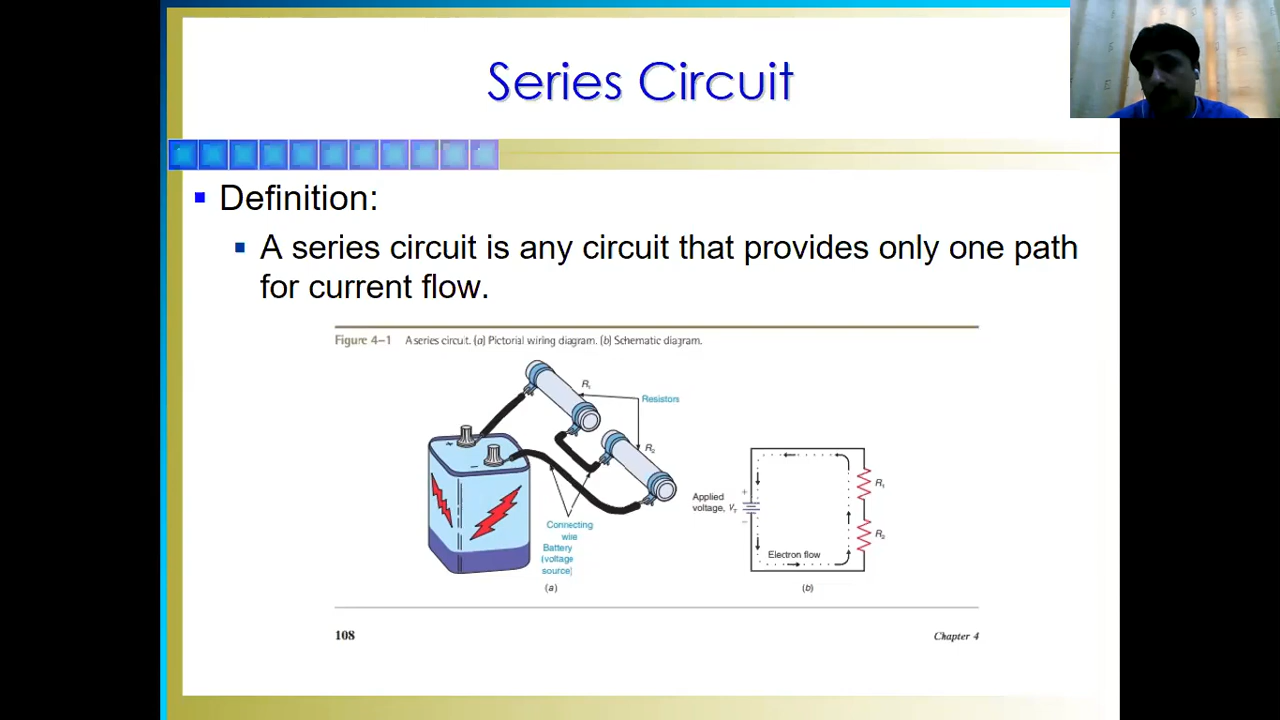 Series Circuit
Definition:
A series circuit is any circuit that provides only one path
for current flow.
Figure 4–1 A series circuit. (a) Pictorial wiring diagram. (b) Schematic diagram.
R₁
Resistors
R₂
+
−
Connecting
wire
Battery
(voltage
source)
(a)
Applied
voltage, V_T
+
−
R₁
R₂
Electron flow
(b)
108
Chapter 4